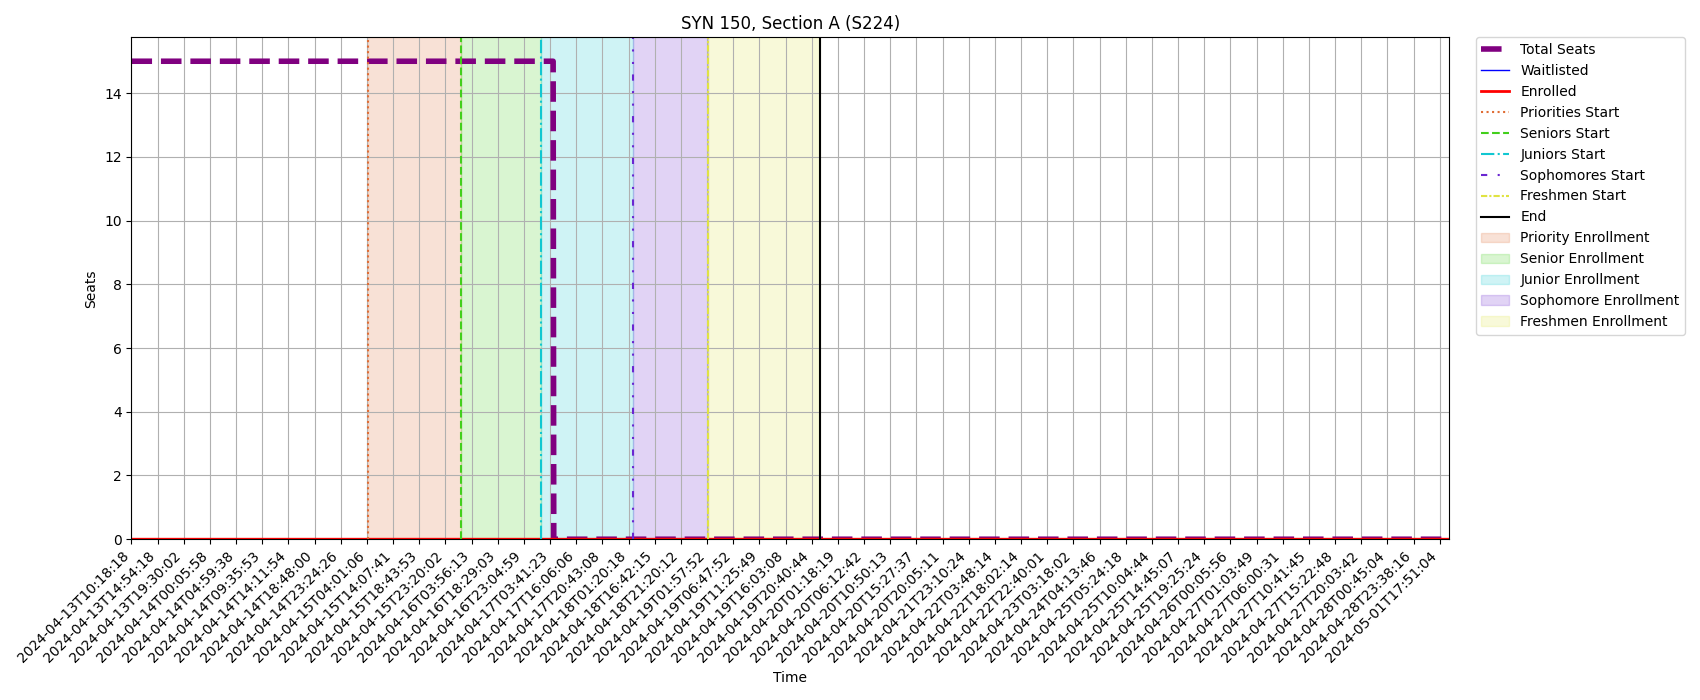 SYN 150, Section A (S224)
Total Seats
Waitlisted
Enrolled
Priorities Start
Seniors Start
Juniors Start
Sophomores Start
Freshmen Start
End
Priority Enrollment
Senior Enrollment
Junior Enrollment
Sophomore Enrollment
Freshmen Enrollment
Seats
14
12
10
8
6
4
2
0
2024-04-13T10:18:18
2024-04-13T14:54:18
2024-04-13T19:30:02
2024-04-14T00:05:58
2024-04-14T04:59:38
2024-04-14T09:35:53
2024-04-14T14:11:54
2024-04-14T18:48:00
2024-04-14T23:24:26
2024-04-15T04:01:06
2024-04-15T14:07:41
2024-04-15T18:43:53
2024-04-15T23:20:02
2024-04-16T03:56:13
2024-04-16T18:29:03
2024-04-16T23:04:59
2024-04-17T03:41:23
2024-04-17T16:06:06
2024-04-17T20:43:08
2024-04-18T01:20:18
2024-04-18T16:42:15
2024-04-18T21:20:12
2024-04-19T01:57:52
2024-04-19T06:47:52
2024-04-19T11:25:49
2024-04-19T16:03:08
2024-04-19T20:40:44
2024-04-20T01:18:19
2024-04-20T06:12:42
2024-04-20T10:50:13
2024-04-20T15:27:37
2024-04-20T20:05:11
2024-04-21T23:10:24
2024-04-22T03:48:14
2024-04-22T18:02:14
2024-04-22T22:40:01
2024-04-23T03:18:02
2024-04-24T04:13:46
2024-04-25T05:24:18
2024-04-25T10:04:44
2024-04-25T14:45:07
2024-04-25T19:25:24
2024-04-26T00:05:56
2024-04-27T01:03:49
2024-04-27T06:00:31
2024-04-27T10:41:45
2024-04-27T15:22:48
2024-04-27T20:03:42
2024-04-28T00:45:04
2024-04-28T23:38:16
2024-05-01T17:51:04
Time